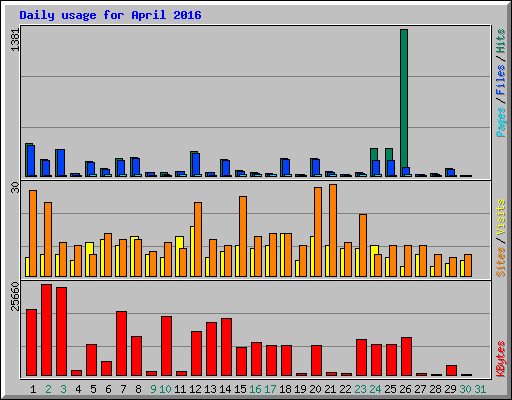 Daily usage for April 2016
1381
Pages / Files / Hits
30
Sites / Visits
25660
KBytes
1 2 3 4 5 6 7 8 9 10 11 12 13 14 15 16 17 18 19 20 21 22 23 24 25 26 27 28 29 30 31